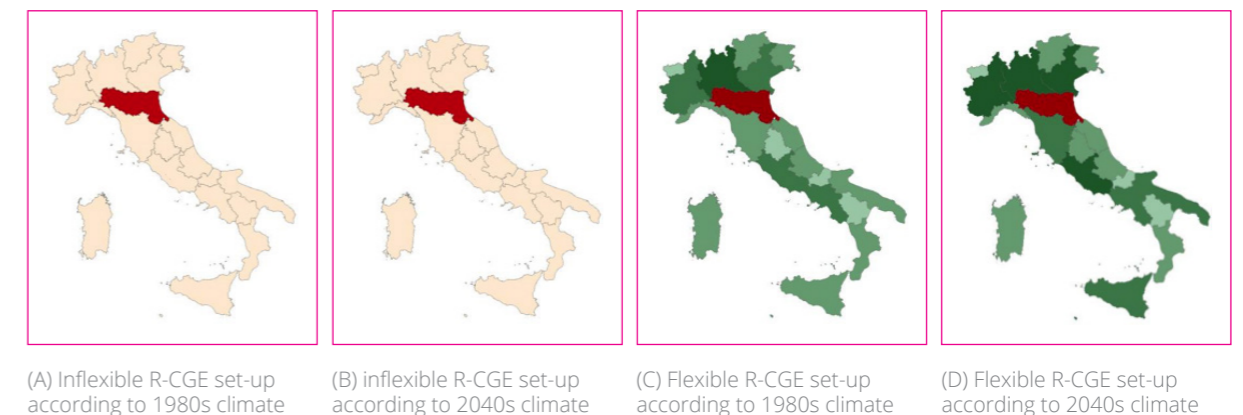 (A) Inflexible R-CGE set-up
according to 1980s climate
(B) inflexible R-CGE set-up
according to 2040s climate
(C) Flexible R-CGE set-up
according to 1980s climate
(D) Flexible R-CGE set-up
according to 2040s climate